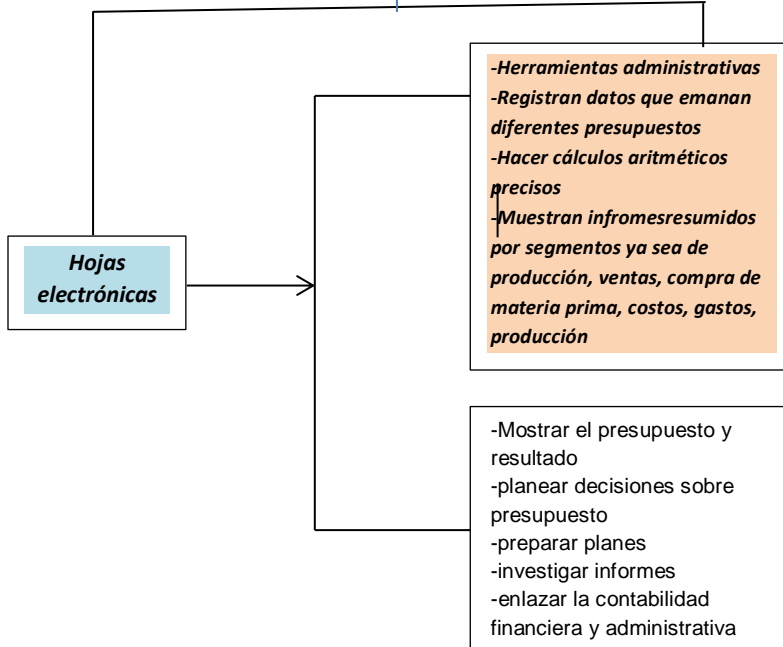 Hojas
electrónicas
-Herramientas administrativas
-Registran datos que emanan
diferentes presupuestos
-Hacer cálculos aritméticos
precisos
-Muestran infromesresumidos
por segmentos ya sea de
producción, ventas, compra de
materia prima, costos, gastos,
producción
-Mostrar el presupuesto y
resultado
-planear decisiones sobre
presupuesto
-preparar planes
-investigar informes
-enlazar la contabilidad
financiera y administrativa